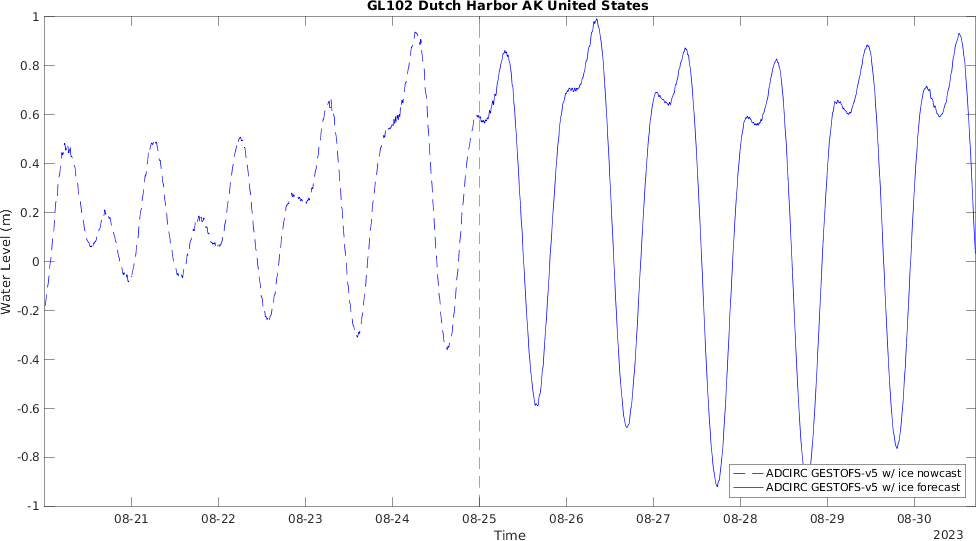 GL102 Dutch Harbor AK United States
1
0.8
0.6
0.4
0.2
0
-0.2
-0.4
-0.6
-0.8
-1
Water Level (m)
ADCIRC GESTOFS-v5 w/ ice nowcast
ADCIRC GESTOFS-v5 w/ ice forecast
08-21 08-22 08-23 08-24 08-25 08-26 08-27 08-28 08-29 08-30
Time
2023